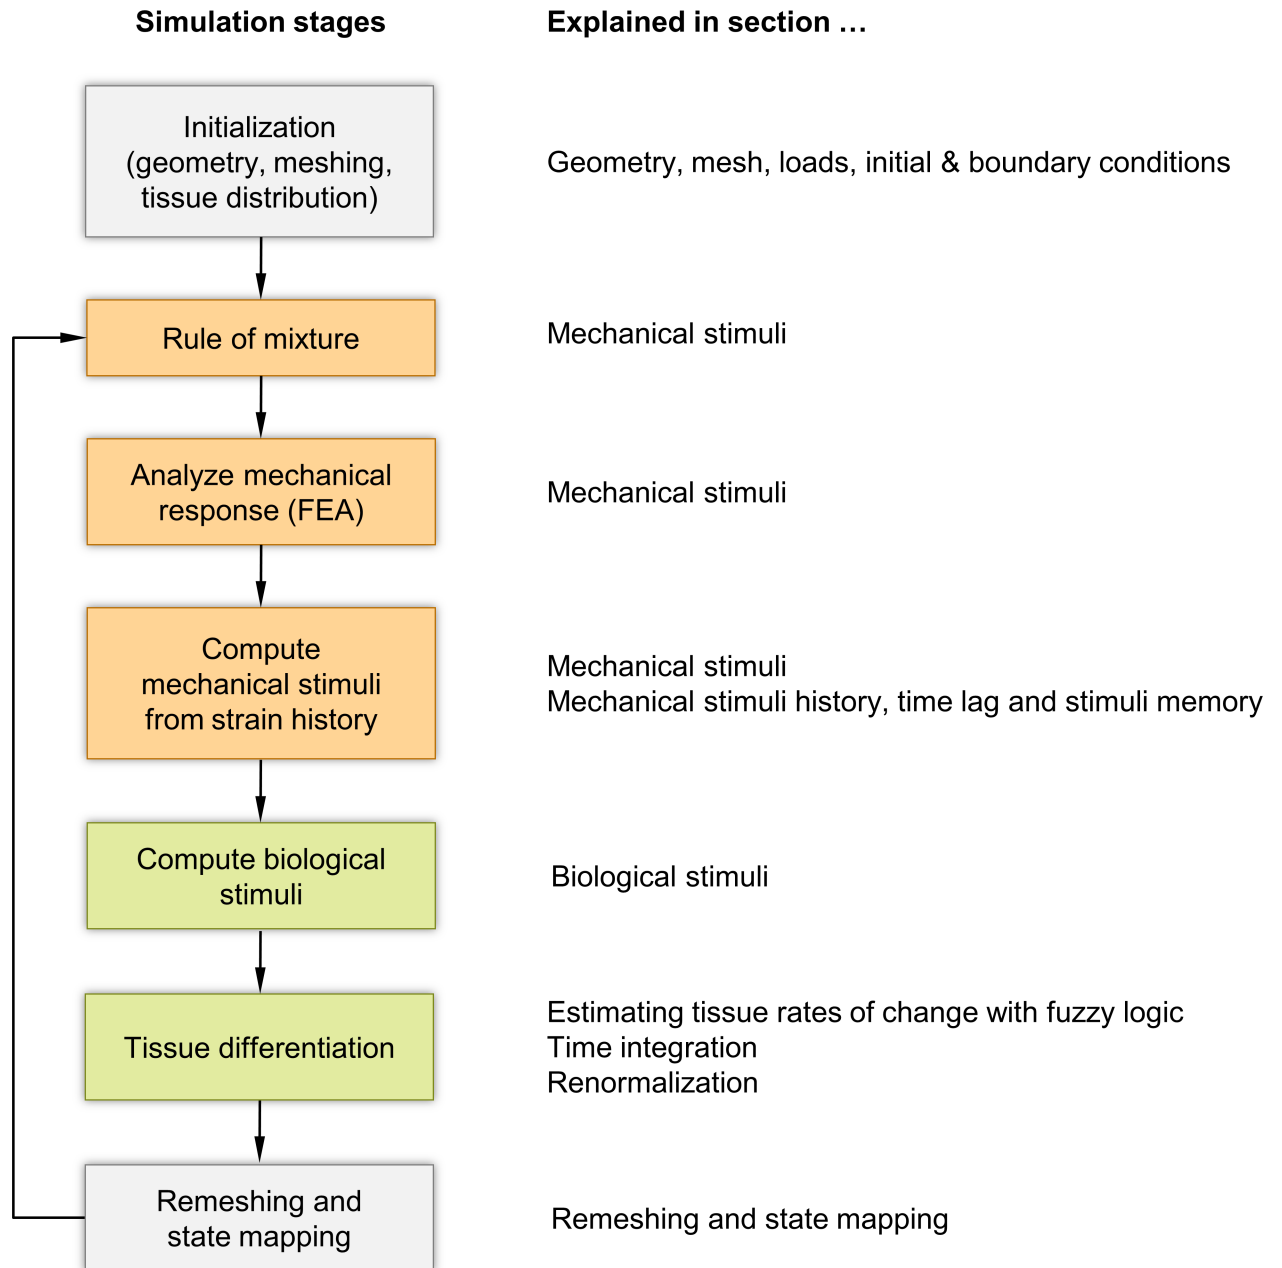 Simulation stages
Explained in section …
Initialization
(geometry, meshing,
tissue distribution)
Geometry, mesh, loads, initial & boundary conditions
Rule of mixture
Mechanical stimuli
Analyze mechanical
response (FEA)
Mechanical stimuli
Compute
mechanical stimuli
from strain history
Mechanical stimuli
Mechanical stimuli history, time lag and stimuli memory
Compute biological
stimuli
Biological stimuli
Tissue differentiation
Estimating tissue rates of change with fuzzy logic
Time integration
Renormalization
Remeshing and
state mapping
Remeshing and state mapping